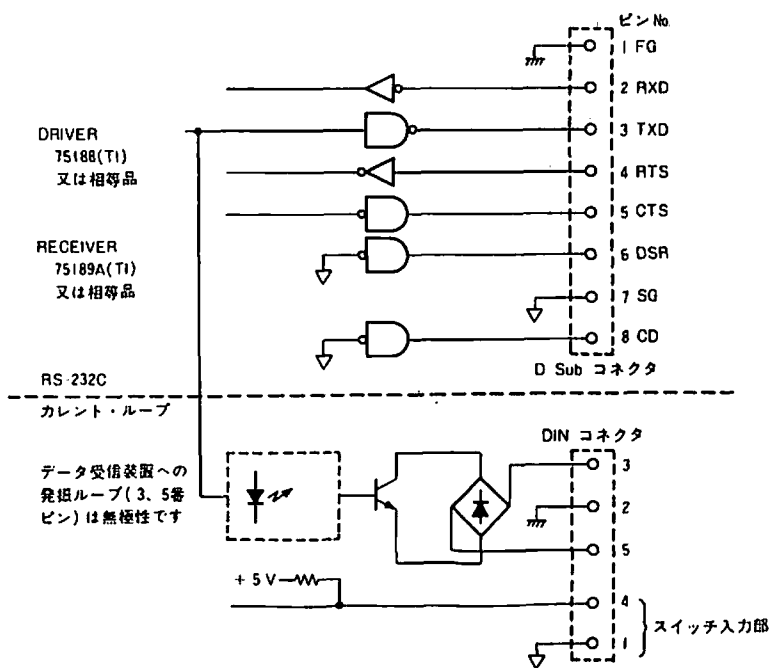 ピン No.
1 FG
2 RXD
3 TXD
4 RTS
5 CTS
6 DSR
7 SG
8 CD
D Sub コネクタ
DRIVER
75188(TI)
又は相等品
RECEIVER
75189A(TI)
又は相等品
RS-232C
カレント・ループ
DIN コネクタ
データ受信装置への
発振ループ(3、5番
ピン)は無極性です
3
2
5
+5V
4
1
スイッチ入力部